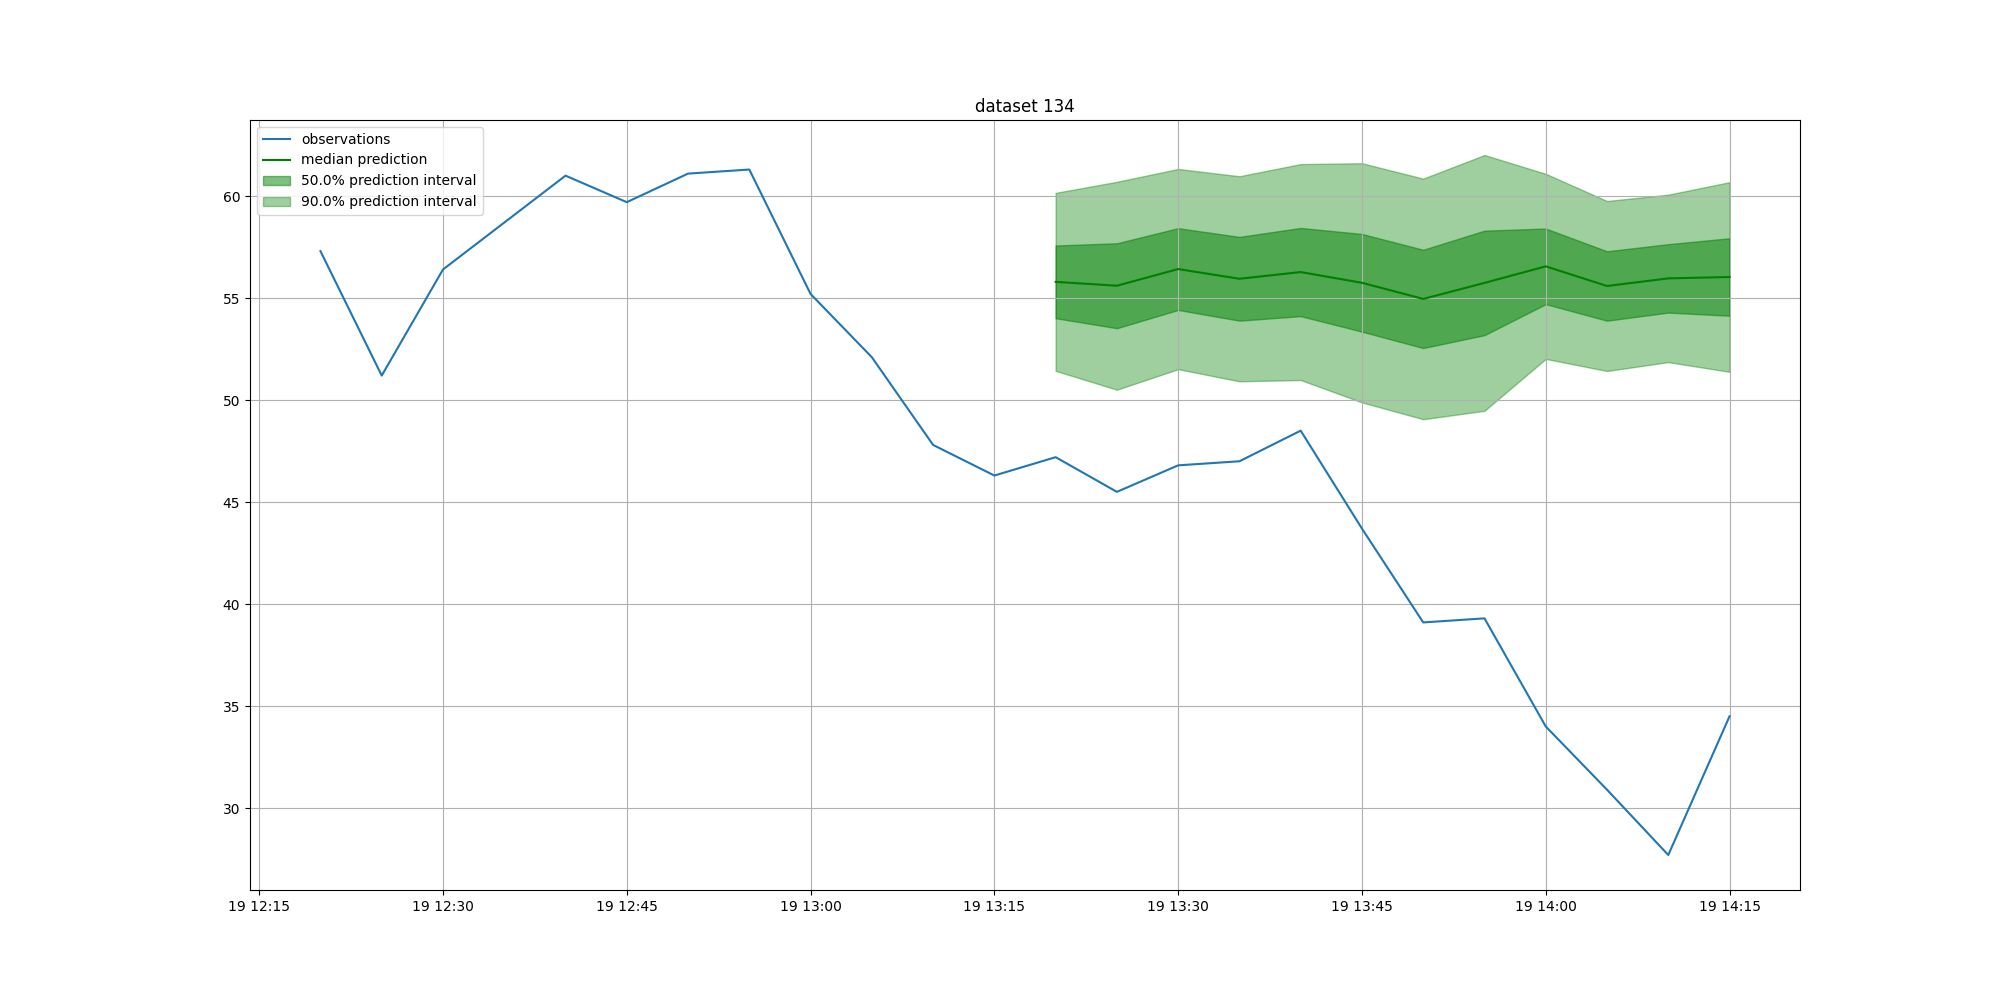 dataset 134
observations
median prediction
50.0% prediction interval
90.0% prediction interval
60
55
50
45
40
35
30
19 12:15 19 12:30 19 12:45 19 13:00 19 13:15 19 13:30 19 13:45 19 14:00 19 14:15